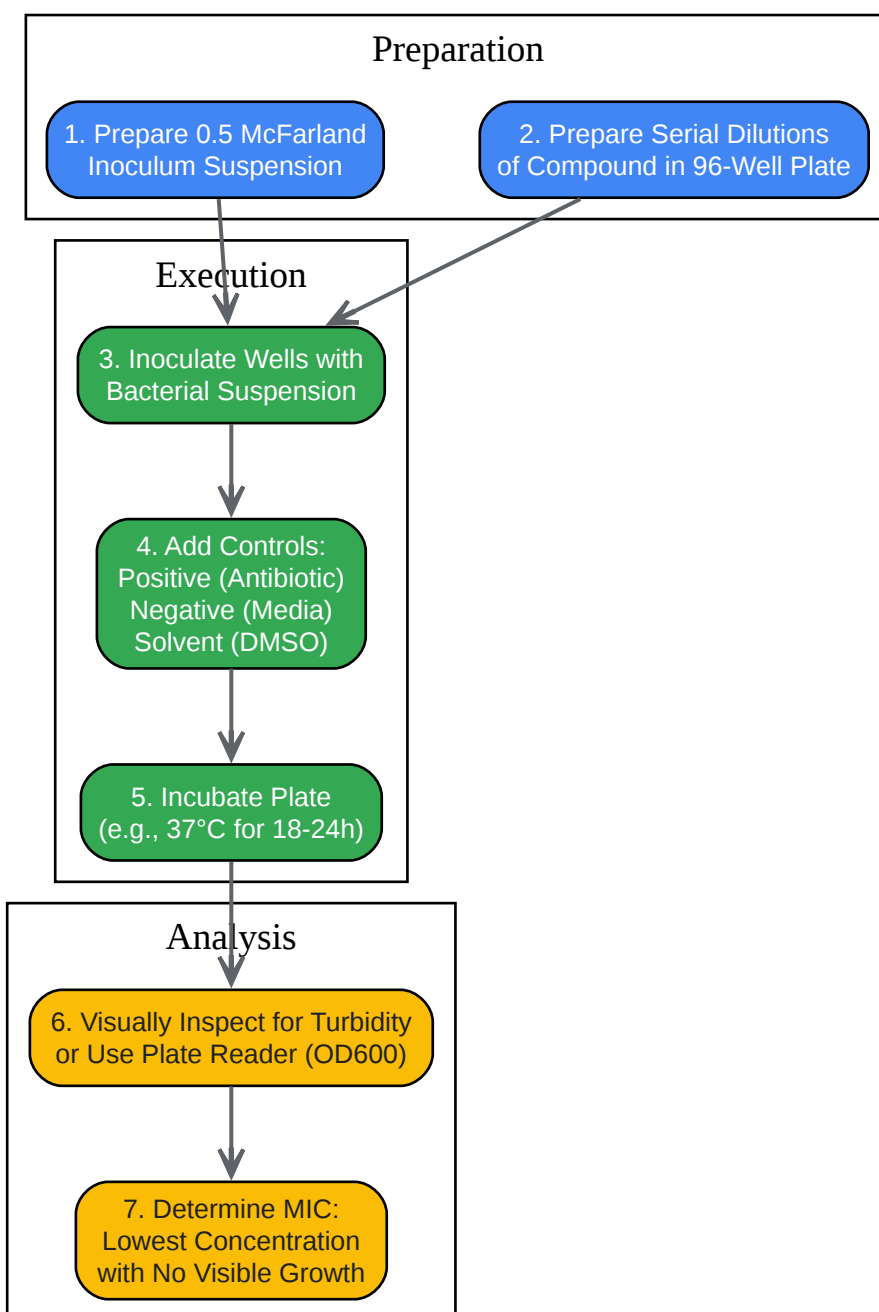 Preparation
1. Prepare 0.5 McFarland
Inoculum Suspension
2. Prepare Serial Dilutions
of Compound in 96-Well Plate
Execution
3. Inoculate Wells with
Bacterial Suspension
4. Add Controls:
Positive (Antibiotic)
Negative (Media)
Solvent (DMSO)
5. Incubate Plate
(e.g., 37°C for 18-24h)
Analysis
6. Visually Inspect for Turbidity
or Use Plate Reader (OD600)
7. Determine MIC:
Lowest Concentration
with No Visible Growth